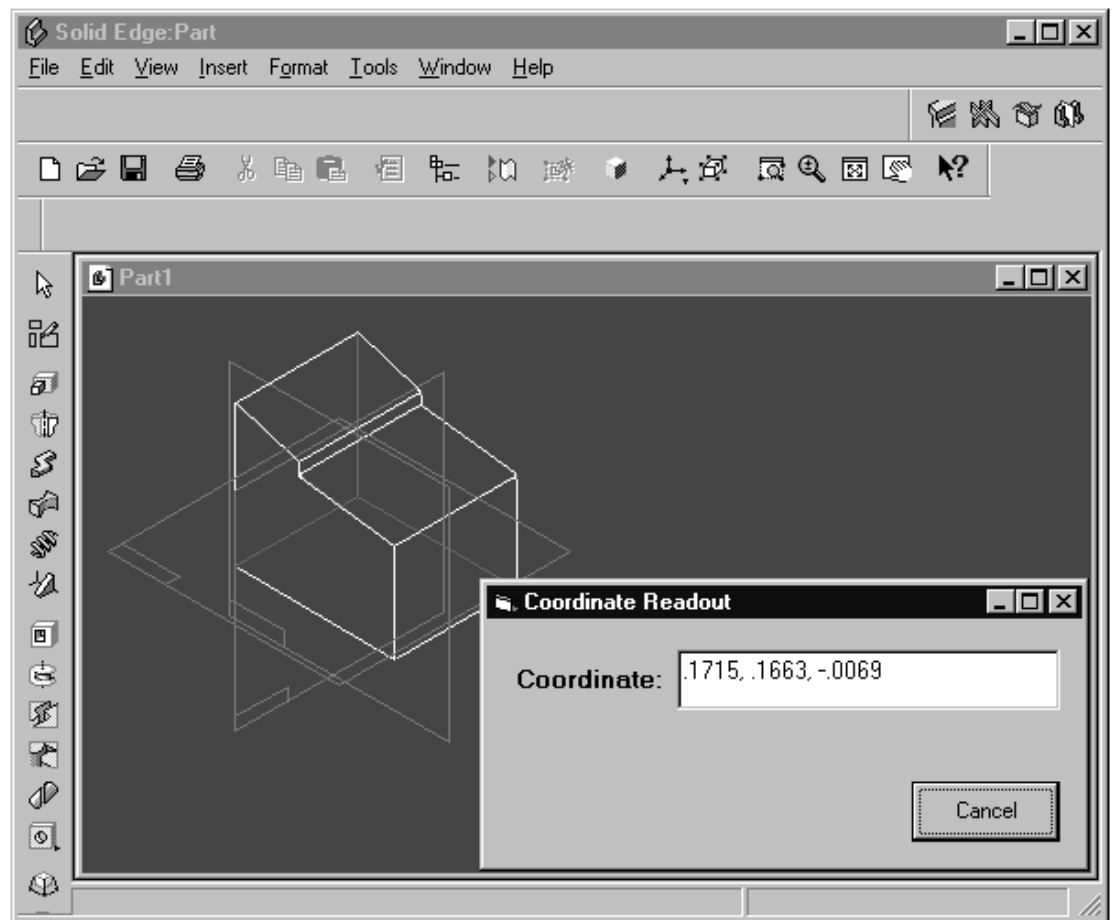 Solid Edge:Part
File Edit View Insert Format Tools Window Help
Part1
Coordinate Readout
Coordinate: .1715, .1663, -.0069
Cancel